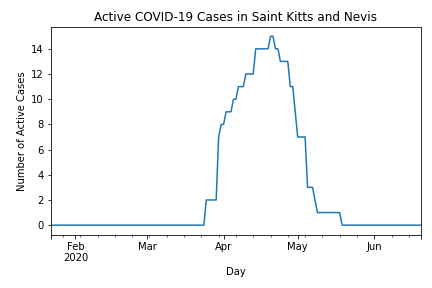 Active COVID-19 Cases in Saint Kitts and Nevis
Number of Active Cases
14
12
10
8
6
4
2
0
Feb Mar Apr May Jun
2020
Day